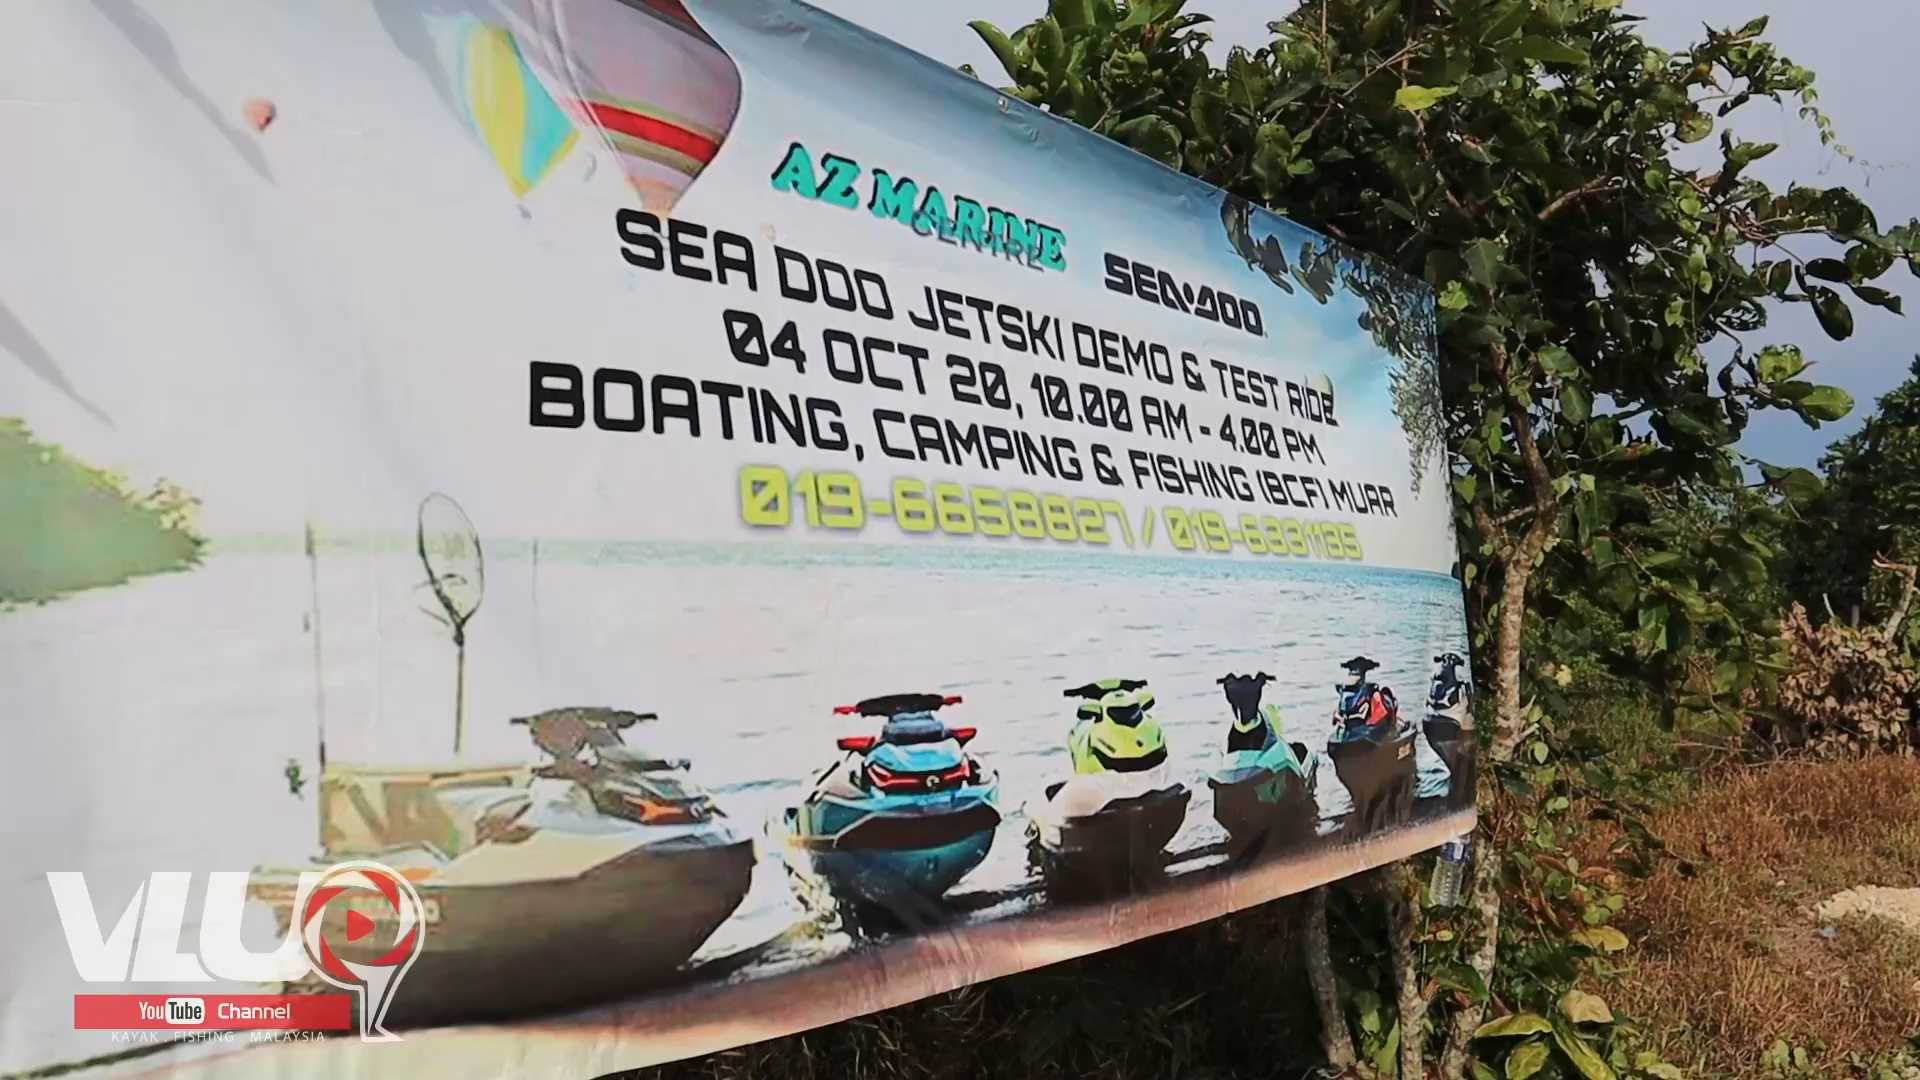 AZ MARINE
CENTRE
SEA-DOO
SEA DOO JETSKI DEMO & TEST RIDE
04 OCT 20, 10.00 AM - 4.00 PM
BOATING, CAMPING & FISHING (BCF) MUAR
019-6658827 / 019-6331135
VLUQ
YouTube Channel
KAYAK . FISHING . MALAYSIA